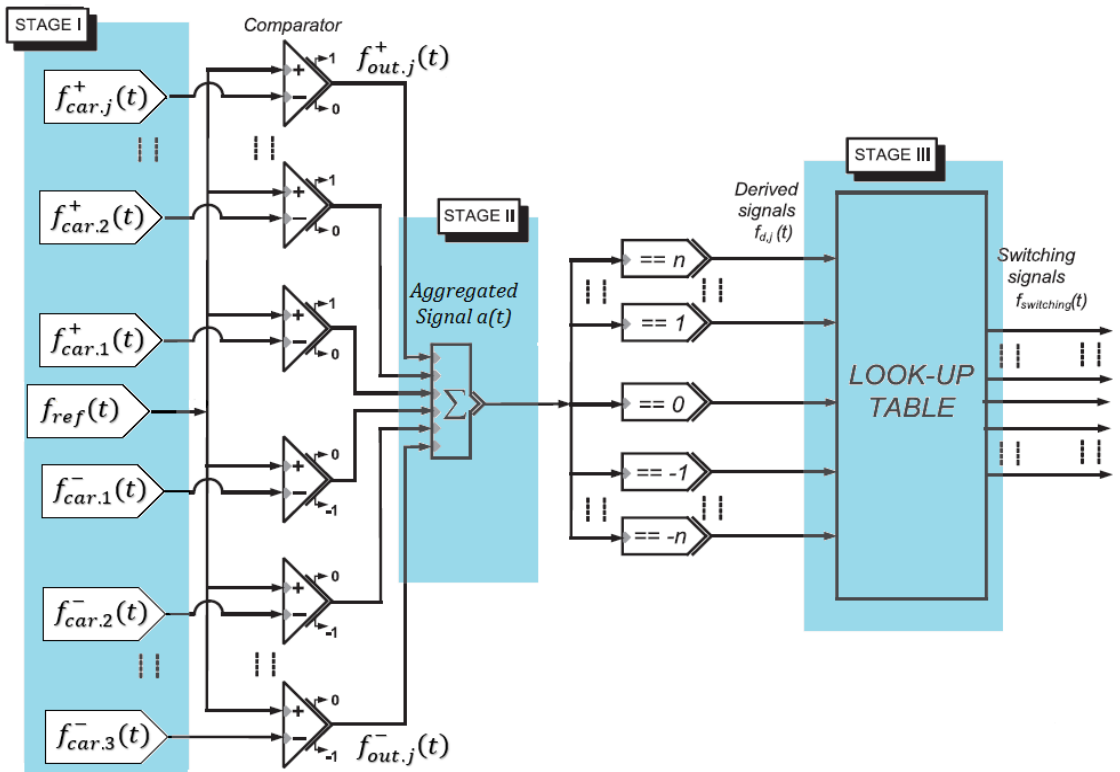 STAGE I
Comparator
f⁺car.j(t)
+
−
1
0
f⁺out.j(t)
f⁺car.2(t)
+
−
1
0
f⁺car.1(t)
+
−
1
0
fref(t)
f⁻car.1(t)
+
−
0
-1
f⁻car.2(t)
+
−
0
-1
f⁻car.3(t)
+
−
0
-1
f⁻out.j(t)
STAGE II
Aggregated
Signal a(t)
Σ
== n
== 1
== 0
== -1
== -n
Derived
signals
fd,j (t)
STAGE III
LOOK-UP
TABLE
Switching
signals
fswitching(t)